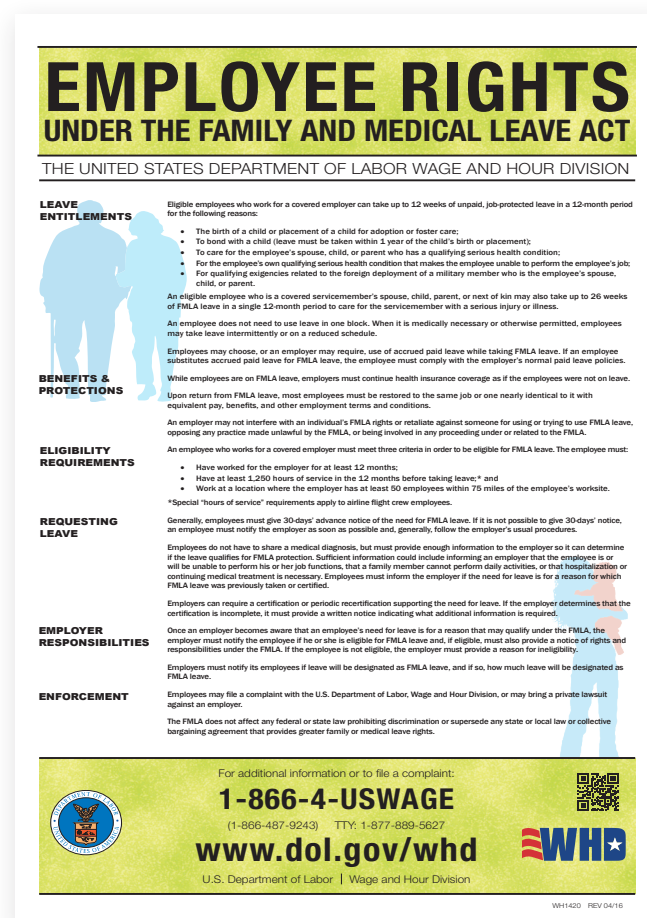 EMPLOYEE RIGHTS
UNDER THE FAMILY AND MEDICAL LEAVE ACT
THE UNITED STATES DEPARTMENT OF LABOR WAGE AND HOUR DIVISION
LEAVE
ENTITLEMENTS
Eligible employees who work for a covered employer can take up to 12 weeks of unpaid, job-protected leave in a 12-month period
for the following reasons:
• The birth of a child or placement of a child for adoption or foster care;
• To bond with a child (leave must be taken within 1 year of the child's birth or placement);
• To care for the employee's spouse, child, or parent who has a qualifying serious health condition;
• For the employee's own qualifying serious health condition that makes the employee unable to perform the employee's job;
• For qualifying exigencies related to the foreign deployment of a military member who is the employee's spouse,
child, or parent.
An eligible employee who is a covered servicemember's spouse, child, parent, or next of kin may also take up to 26 weeks
of FMLA leave in a single 12-month period to care for the servicemember with a serious injury or illness.
An employee does not need to use leave in one block. When it is medically necessary or otherwise permitted, employees
may take leave intermittently or on a reduced schedule.
Employees may choose, or an employer may require, use of accrued paid leave while taking FMLA leave. If an employee
substitutes accrued paid leave for FMLA leave, the employee must comply with the employer's normal paid leave policies.
BENEFITS &
PROTECTIONS
While employees are on FMLA leave, employers must continue health insurance coverage as if the employees were not on leave.
Upon return from FMLA leave, most employees must be restored to the same job or one nearly identical to it with
equivalent pay, benefits, and other employment terms and conditions.
An employer may not interfere with an individual's FMLA rights or retaliate against someone for using or trying to use FMLA leave,
opposing any practice made unlawful by the FMLA, or being involved in any proceeding under or related to the FMLA.
ELIGIBILITY
REQUIREMENTS
An employee who works for a covered employer must meet three criteria in order to be eligible for FMLA leave. The employee must:
• Have worked for the employer for at least 12 months;
• Have at least 1,250 hours of service in the 12 months before taking leave;* and
• Work at a location where the employer has at least 50 employees within 75 miles of the employee's worksite.
*Special "hours of service" requirements apply to airline flight crew employees.
REQUESTING
LEAVE
Generally, employees must give 30-days' advance notice of the need for FMLA leave. If it is not possible to give 30-days' notice,
an employee must notify the employer as soon as possible and, generally, follow the employer's usual procedures.
Employees do not have to share a medical diagnosis, but must provide enough information to the employer so it can determine
if the leave qualifies for FMLA protection. Sufficient information could include informing an employer that the employee is or
will be unable to perform his or her job functions, that a family member cannot perform daily activities, or that hospitalization or
continuing medical treatment is necessary. Employees must inform the employer if the need for leave is for a reason for which
FMLA leave was previously taken or certified.
Employers can require a certification or periodic recertification supporting the need for leave. If the employer determines that the
certification is incomplete, it must provide a written notice indicating what additional information is required.
EMPLOYER
RESPONSIBILITIES
Once an employer becomes aware that an employee's need for leave is for a reason that may qualify under the FMLA, the
employer must notify the employee if he or she is eligible for FMLA leave and, if eligible, must also provide a notice of rights and
responsibilities under the FMLA. If the employee is not eligible, the employer must provide a reason for ineligibility.
Employers must notify its employees if leave will be designated as FMLA leave, and if so, how much leave will be designated as
FMLA leave.
ENFORCEMENT
Employees may file a complaint with the U.S. Department of Labor, Wage and Hour Division, or may bring a private lawsuit
against an employer.
The FMLA does not affect any federal or state law prohibiting discrimination or supersede any state or local law or collective
bargaining agreement that provides greater family or medical leave rights.
DEPARTMENT OF LABOR
UNITED STATES OF AMERICA
For additional information or to file a complaint:
1-866-4-USWAGE
(1-866-487-9243) TTY: 1-877-889-5627
www.dol.gov/whd
U.S. Department of Labor | Wage and Hour Division
WHD
WH1420 REV 04/16